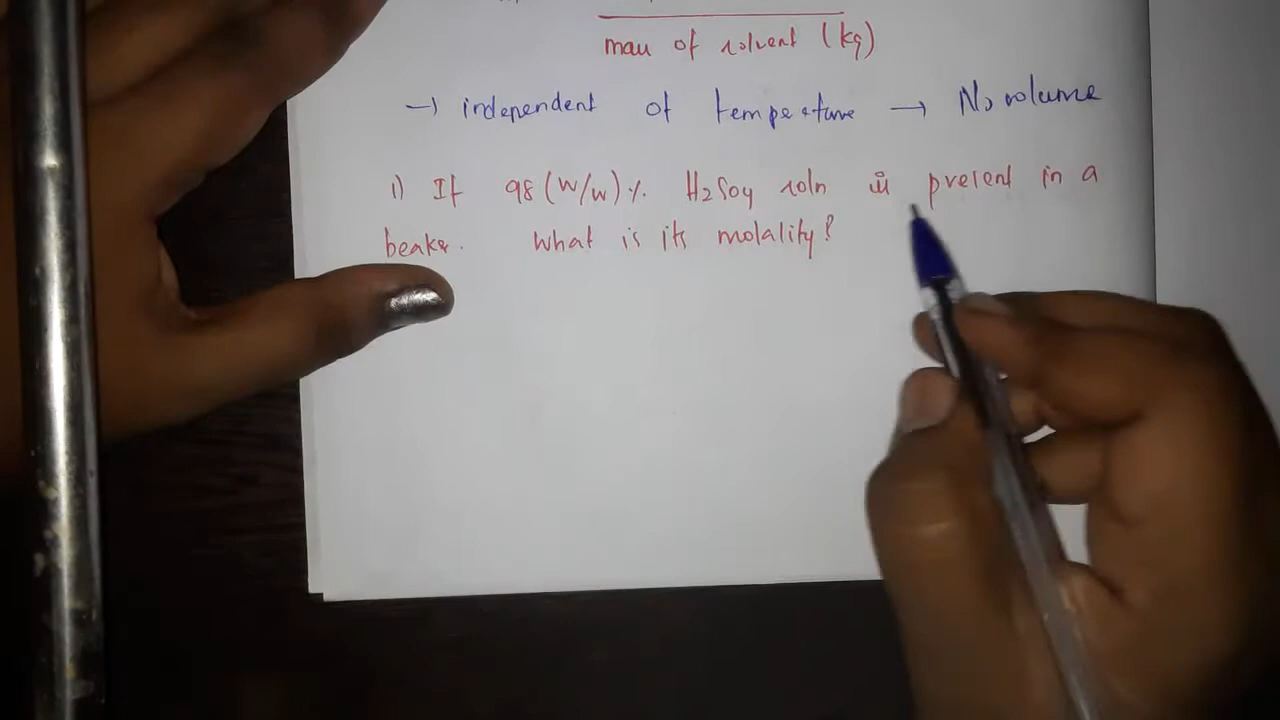 mass of solvent (kg)
→ independent of temperature → No volume
1) If 98 (w/w) % H2SO4 soln is present in a
beaker. What is its molality?